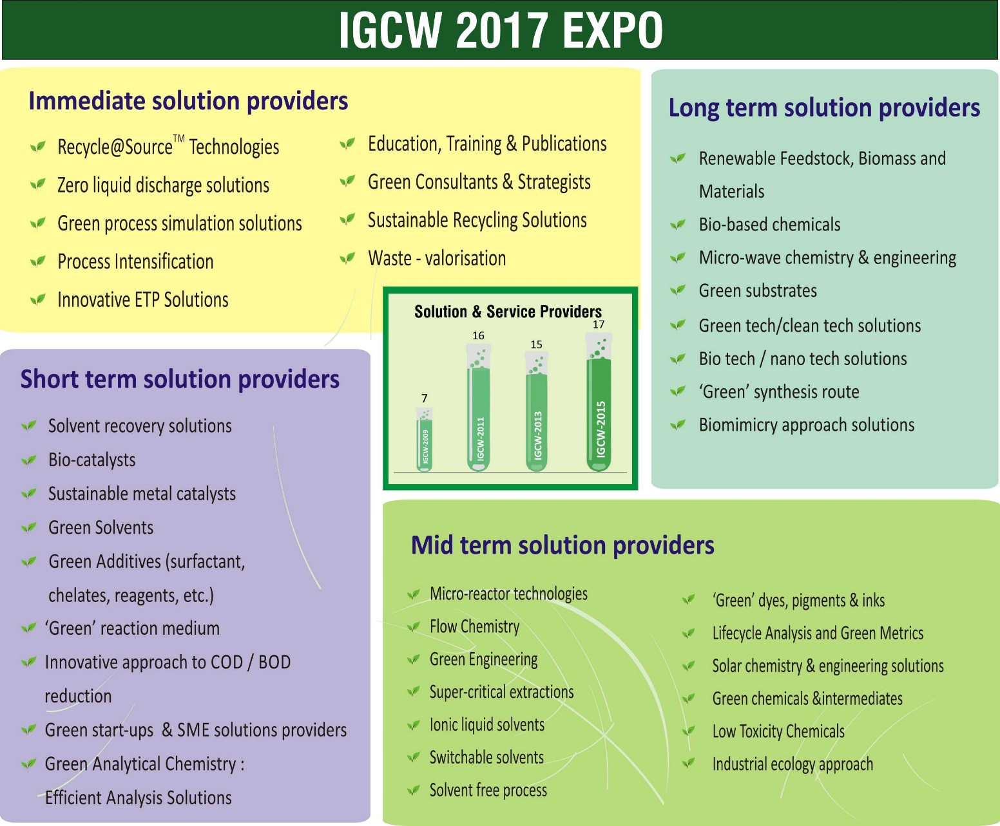 IGCW 2017 EXPO
Immediate solution providers
Recycle@Source™ Technologies
Zero liquid discharge solutions
Green process simulation solutions
Process Intensification
Innovative ETP Solutions
Education, Training & Publications
Green Consultants & Strategists
Sustainable Recycling Solutions
Waste - valorisation
Long term solution providers
Renewable Feedstock, Biomass and
Materials
Bio-based chemicals
Micro-wave chemistry & engineering
Green substrates
Green tech/clean tech solutions
Bio tech / nano tech solutions
‘Green’ synthesis route
Biomimicry approach solutions
Solution & Service Providers
7
16
15
17
IGCW-2009
IGCW-2011
IGCW-2013
IGCW-2015
Short term solution providers
Solvent recovery solutions
Bio-catalysts
Sustainable metal catalysts
Green Solvents
Green Additives (surfactant,
chelates, reagents, etc.)
‘Green’ reaction medium
Innovative approach to COD / BOD
reduction
Green start-ups & SME solutions providers
Green Analytical Chemistry :
Efficient Analysis Solutions
Mid term solution providers
Micro-reactor technologies
Flow Chemistry
Green Engineering
Super-critical extractions
Ionic liquid solvents
Switchable solvents
Solvent free process
‘Green’ dyes, pigments & inks
Lifecycle Analysis and Green Metrics
Solar chemistry & engineering solutions
Green chemicals &intermediates
Low Toxicity Chemicals
Industrial ecology approach